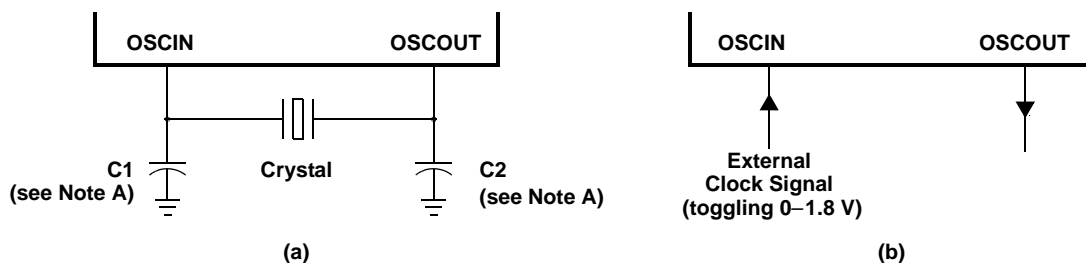 OSCIN
OSCOUT
C1
(see Note A)
Crystal
C2
(see Note A)
(a)
OSCIN
OSCOUT
External
Clock Signal
(toggling 0–1.8 V)
(b)